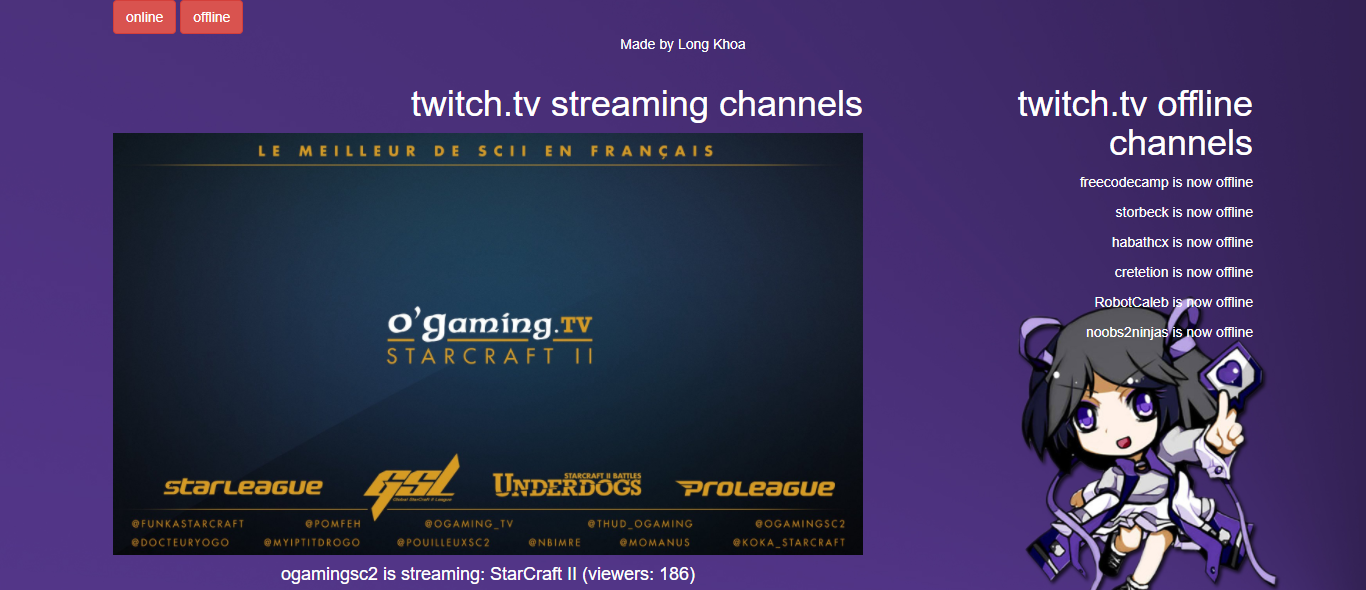 online offline
Made by Long Khoa
twitch.tv streaming channels
LE MEILLEUR DE SCII EN FRANÇAIS
o'gaming.TV
STARCRAFT II
STARLEAGUE
GSL
Global StarCraft II League
STARCRAFT II BATTLES
UNDERDOGS
PROLEAGUE
@FUNKASTARCRAFT @POMFEH @OGAMING_TV @THUD_OGAMING @OGAMINGSC2
@DOCTEURYOGO @MYIPTITDROGO @POUILLEUXSC2 @NBIMRE @MOMANUS @KOKA_STARCRAFT
ogamingsc2 is streaming: StarCraft II (viewers: 186)
twitch.tv offline
channels
freecodecamp is now offline
storbeck is now offline
habathcx is now offline
cretetion is now offline
RobotCaleb is now offline
noobs2ninjas is now offline